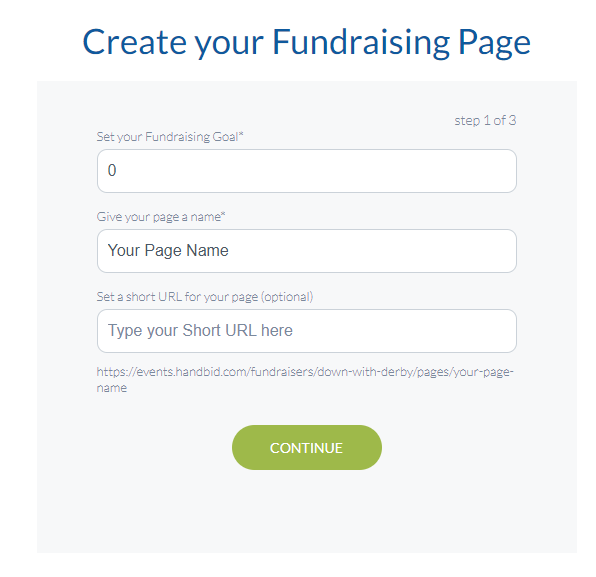 Create your Fundraising Page
step 1 of 3
Set your Fundraising Goal*
0
Give your page a name*
Your Page Name
Set a short URL for your page (optional)
Type your Short URL here
https://events.handbid.com/fundraisers/down-with-derby/pages/your-page-
name
CONTINUE